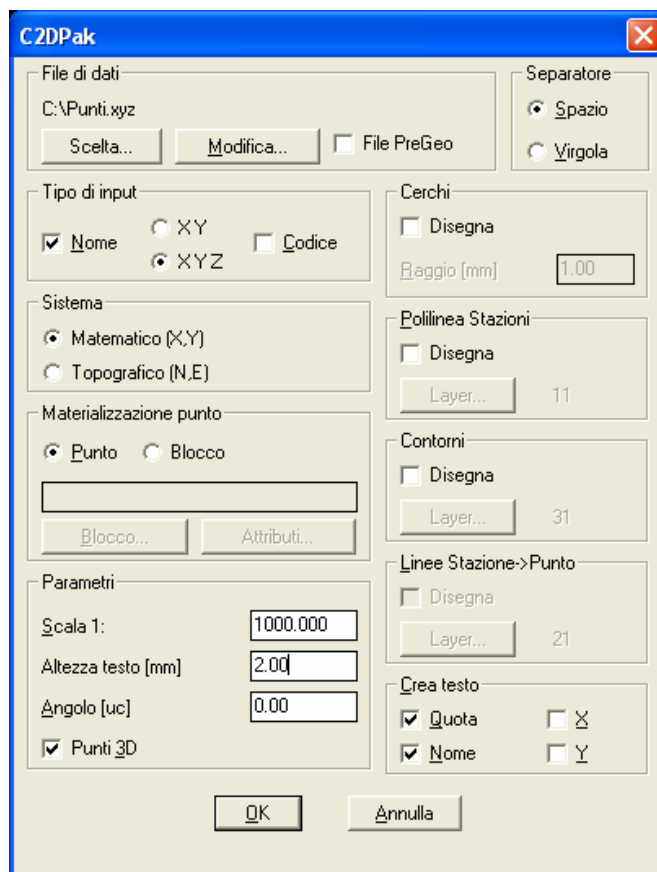 C2DPak
File di dati
C:\Punti.xyz
Scelta...
Modifica...
File PreGeo
Separatore
Spazio
Virgola
Tipo di input
Nome
XY
XYZ
Codice
Sistema
Matematico (X,Y)
Topografico (N,E)
Materializzazione punto
Punto
Blocco
Blocco...
Attributi...
Parametri
Scala 1:
1000.000
Altezza testo [mm]
2.00
Angolo [uc]
0.00
Punti 3D
Cerchi
Disegna
Raggio [mm]
1.00
Polilinea Stazioni
Disegna
Layer...
11
Contorni
Disegna
Layer...
31
Linee Stazione->Punto
Disegna
Layer...
21
Crea testo
Quota
X
Nome
Y
OK
Annulla